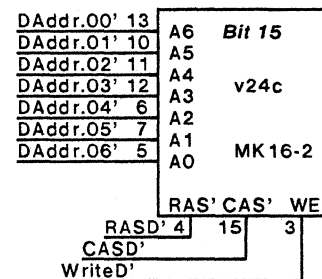 DAddr.00' 13 A6 Bit 15
DAddr.01' 10 A5
DAddr.02' 11 A4 v24c
DAddr.03' 12 A3
DAddr.04' 6 A2
DAddr.05' 7 A1 MK16-2
DAddr.06' 5 A0
RAS' CAS' WE
RASD' 4 15 3
CASD'
WriteD'